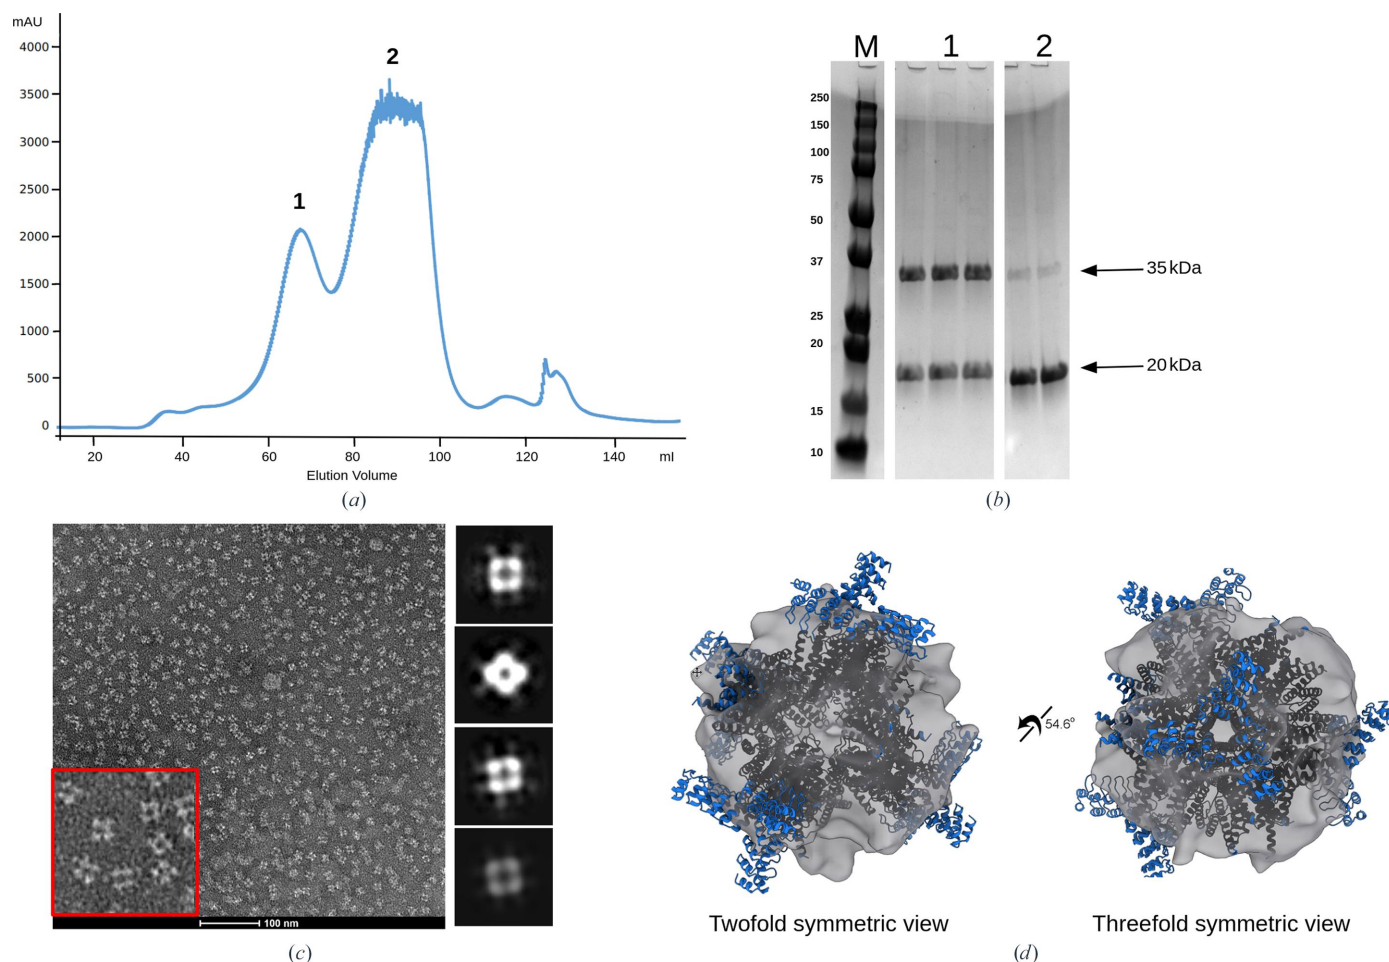 mAU
4000
3500
3000
2500
2000
1500
1000
500
0
1
2
20 40 60 80 100 120 140 ml
Elution Volume
(a)
M 1 2
250
150
100
75
50
37
25
20
15
10
35 kDa
20 kDa
(b)
100 nm
(c)
54.6°
Twofold symmetric view
Threefold symmetric view
(d)